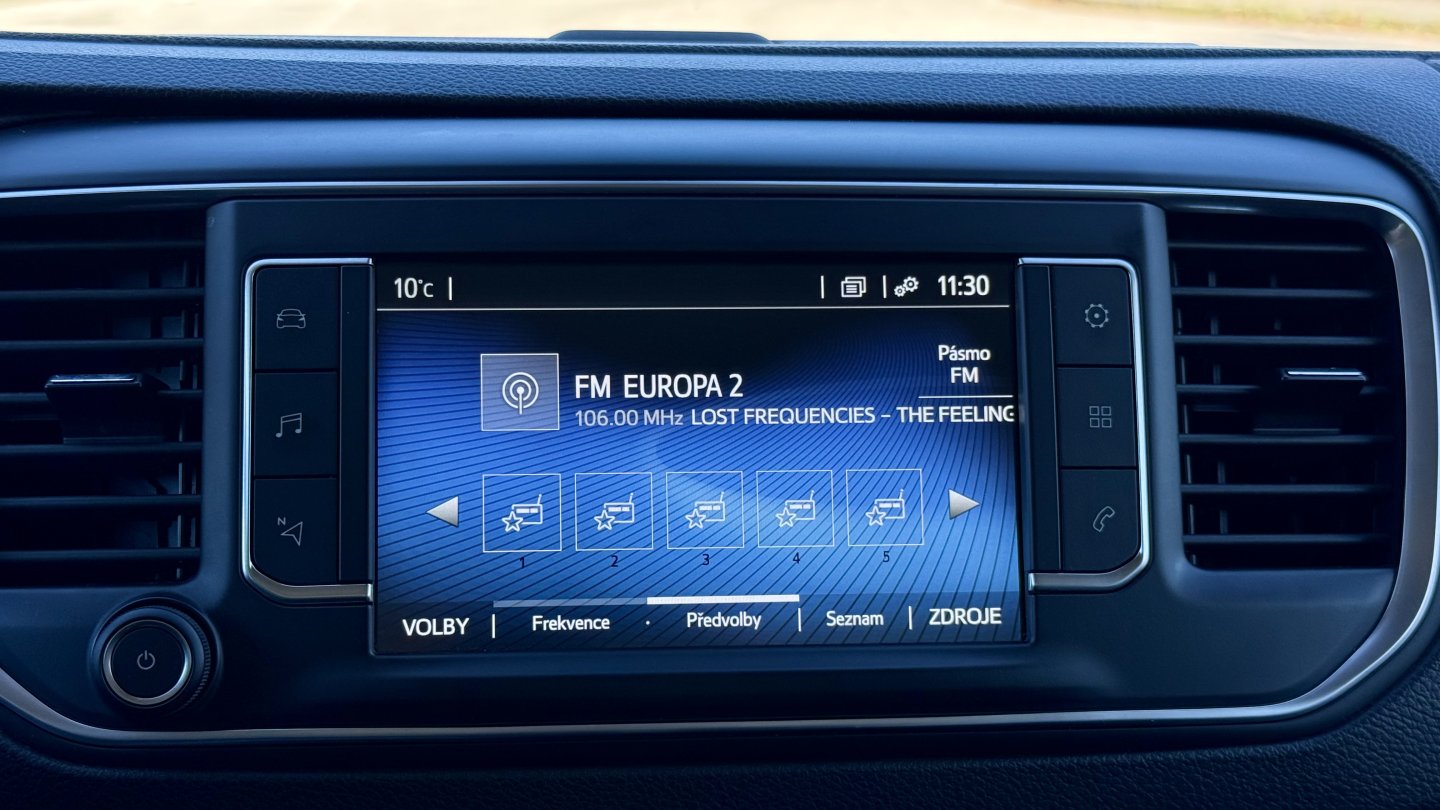 10°C
11:30
Pásmo
FM
FM EUROPA 2
106.00 MHz LOST FREQUENCIES – THE FEELING
1 2 3 4 5
VOLBY Frekvence · Předvolby Seznam ZDROJE
N